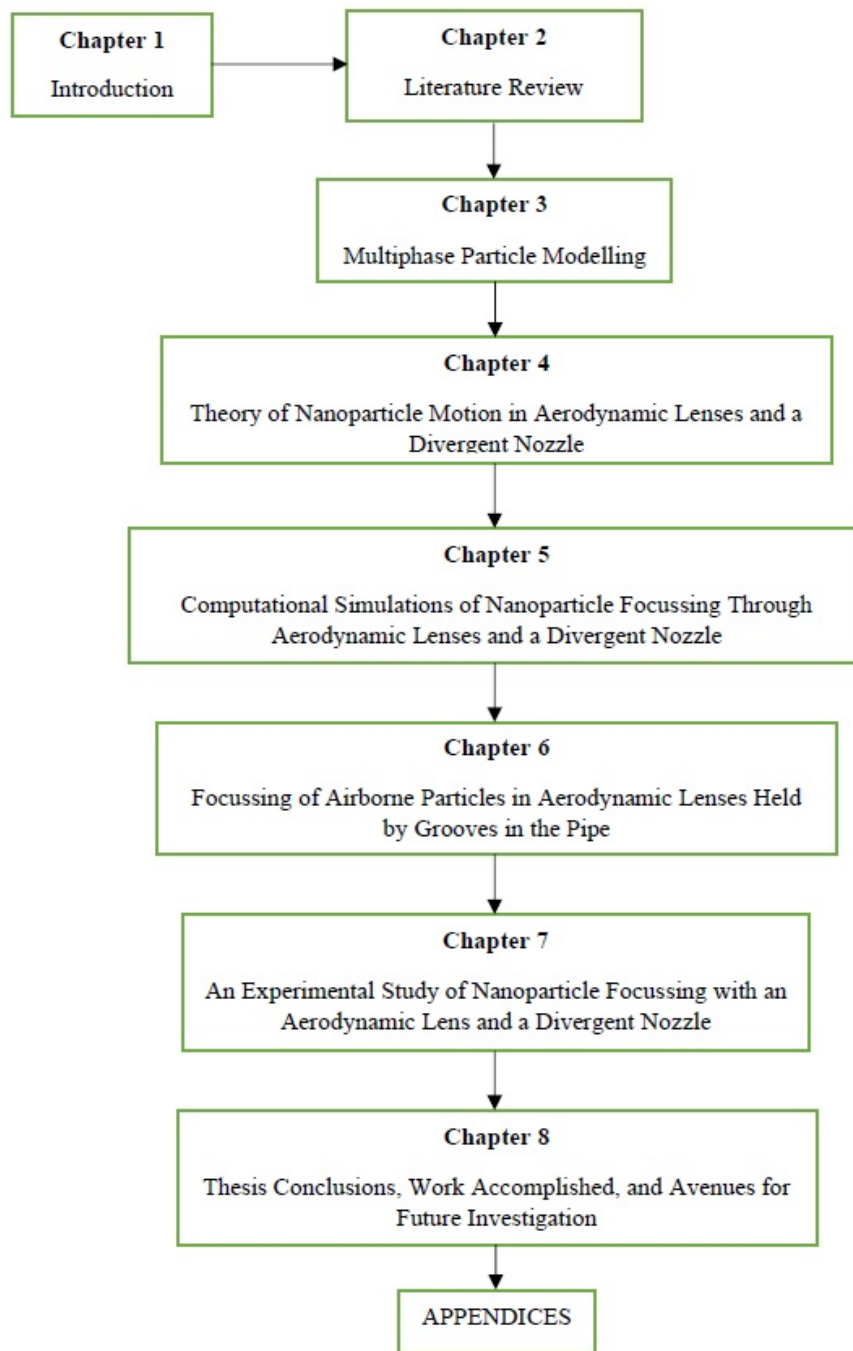 Chapter 1
Introduction
Chapter 2
Literature Review
Chapter 3
Multiphase Particle Modelling
Chapter 4
Theory of Nanoparticle Motion in Aerodynamic Lenses and a
Divergent Nozzle
Chapter 5
Computational Simulations of Nanoparticle Focussing Through
Aerodynamic Lenses and a Divergent Nozzle
Chapter 6
Focussing of Airborne Particles in Aerodynamic Lenses Held
by Grooves in the Pipe
Chapter 7
An Experimental Study of Nanoparticle Focussing with an
Aerodynamic Lens and a Divergent Nozzle
Chapter 8
Thesis Conclusions, Work Accomplished, and Avenues for
Future Investigation
APPENDICES